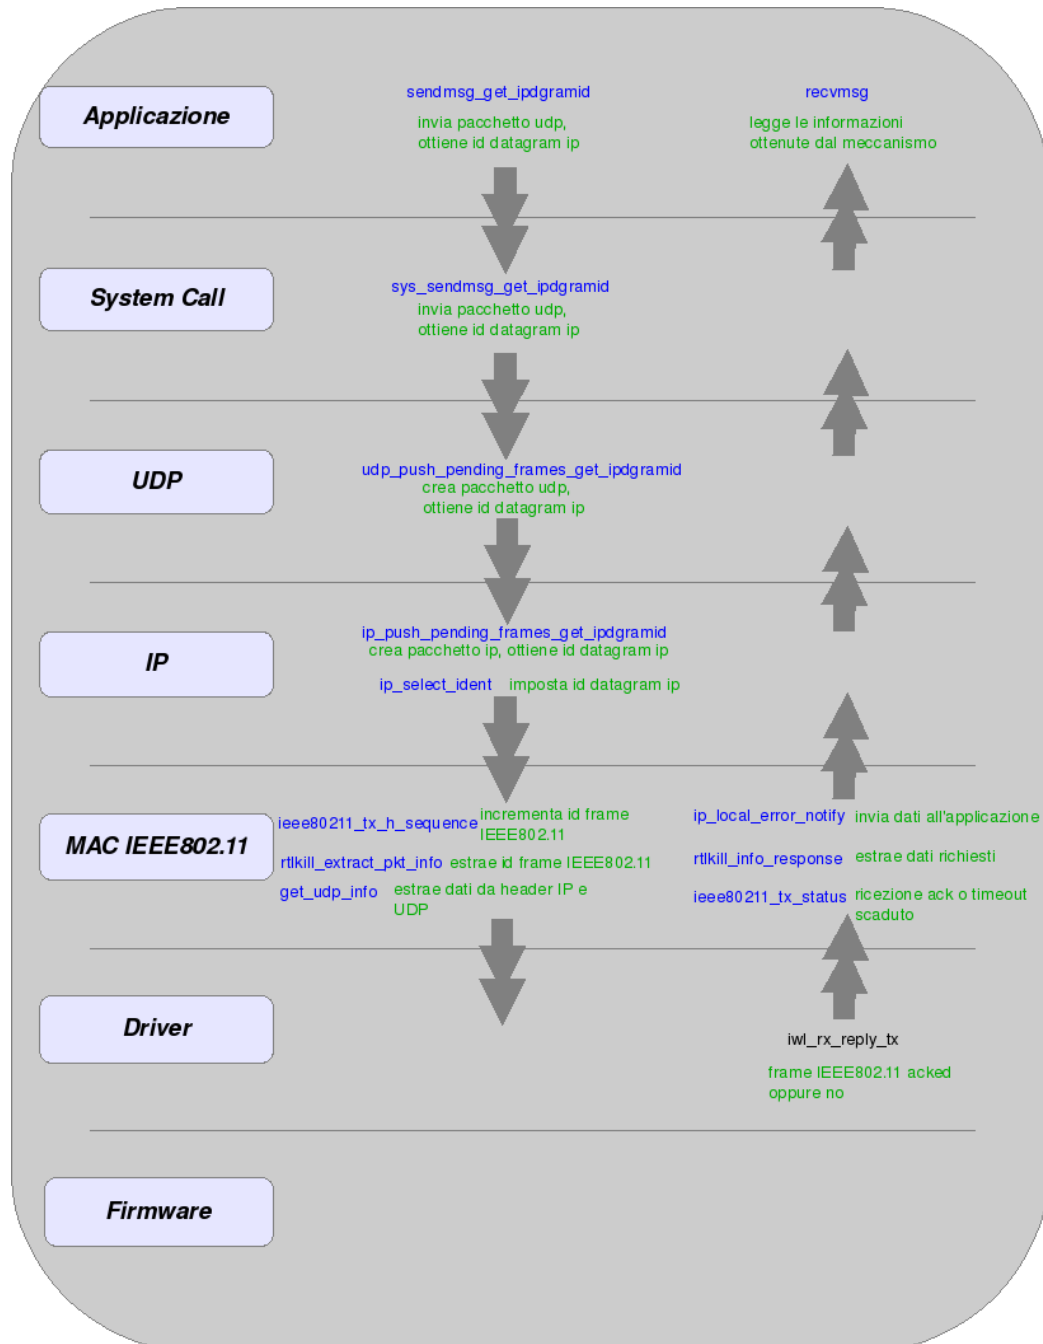 Applicazione
sendmsg_get_ipdgramid
invia pacchetto udp,
ottiene id datagram ip
recvmsg
legge le informazioni
ottenute dal meccanismo
System Call
sys_sendmsg_get_ipdgramid
invia pacchetto udp,
ottiene id datagram ip
UDP
udp_push_pending_frames_get_ipdgramid
crea pacchetto udp,
ottiene id datagram ip
IP
ip_push_pending_frames_get_ipdgramid
crea pacchetto ip, ottiene id datagram ip
ip_select_ident imposta id datagram ip
MAC IEEE802.11
ieee80211_tx_h_sequence incrementa id frame
IEEE802.11
rtlkill_extract_pkt_info estrae id frame IEEE802.11
get_udp_info estrae dati da header IP e
UDP
ip_local_error_notify invia dati all'applicazione
rtlkill_info_response estrae dati richiesti
ieee80211_tx_status ricezione ack o timeout
scaduto
Driver
iwl_rx_reply_tx
frame IEEE802.11 acked
oppure no
Firmware